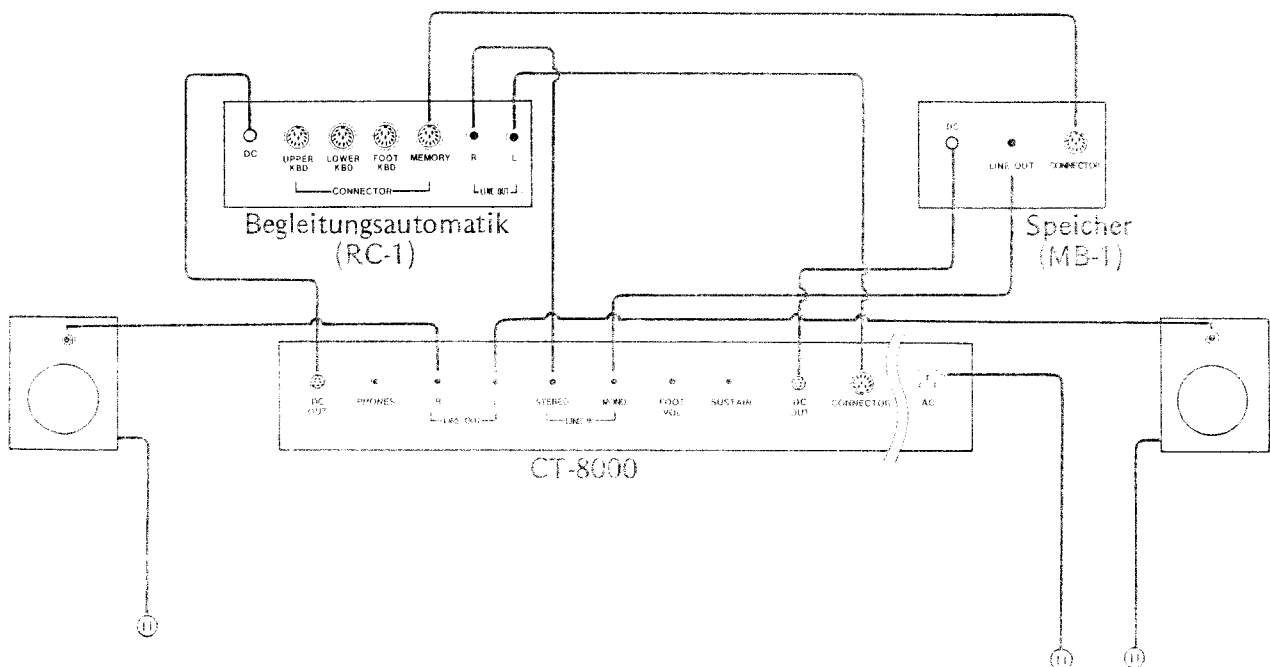 DC
UPPER KBD
LOWER KBD
FOOT KBD
MEMORY
R
L
CONNECTOR
LINE OUT
Begleitungsautomatik
(RC-1)
DC
LINE OUT
CONNECTOR
Speicher
(MB-1)
DC OUT
PHONES
R
LINE OUT
STEREO
MONO
LINE IN
FOOT VOL
SUSTAIN
DC OUT
CONNECTOR
AC
CT-8000